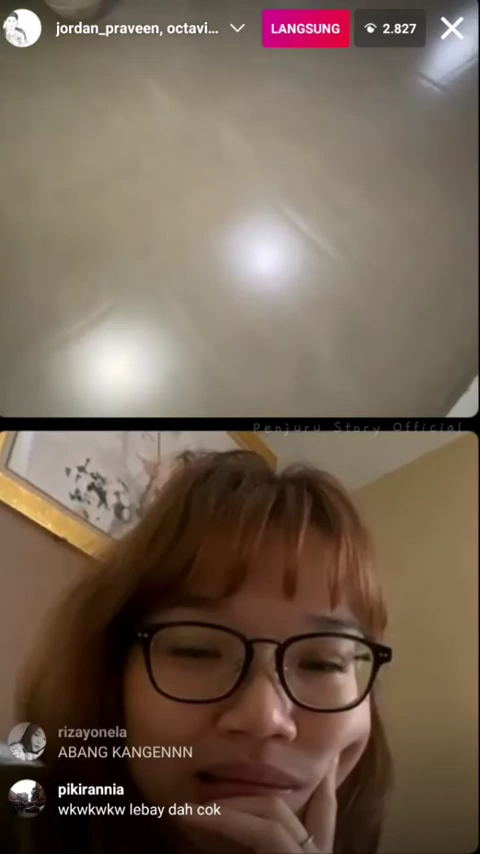 jordan_praveen, octavi...
LANGSUNG
2.827
Penjuru Story Official
rizayonela
ABANG KANGENNN
pikirannia
wkwkwkw lebay dah cok